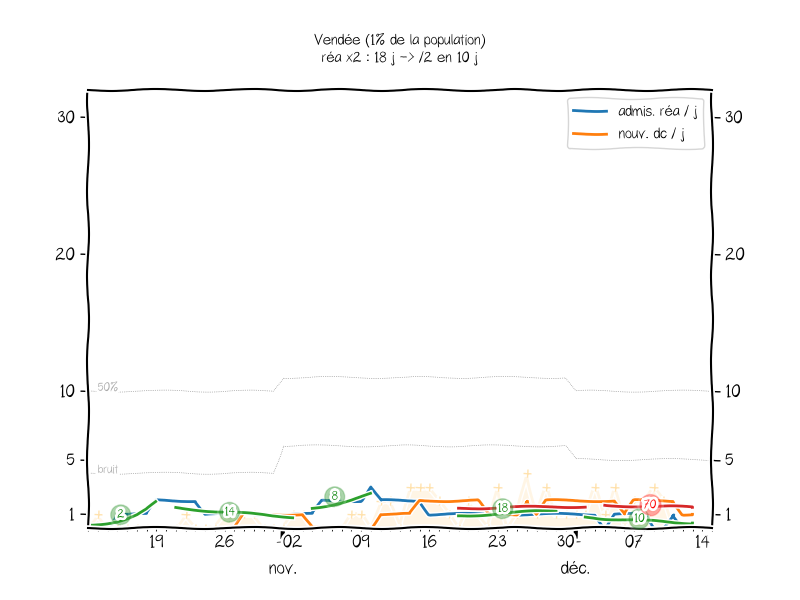 Vendée (1% de la population)
réa x2 : 18 j -> /2 en 10 j
admis. réa / j
nouv. dc / j
30
30
20
20
10
10
5
5
1
1
50%
bruit
2
14
8
18
70
10
19 26 02 09 16 23 30 07 14
nov. déc.